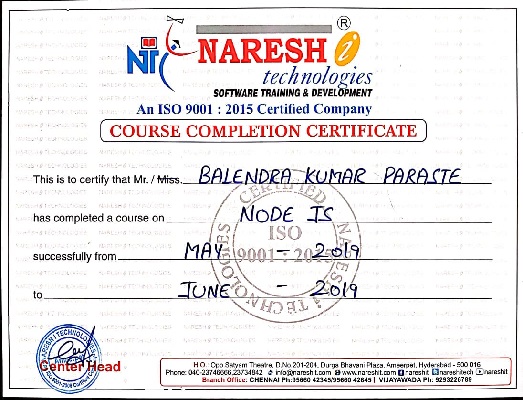 NTC
NARESH i ®
technologies
SOFTWARE TRAINING & DEVELOPMENT
An ISO 9001 : 2015 Certified Company
COURSE COMPLETION CERTIFICATE
This is to certify that Mr. / Miss. BALENDRA KUMAR PARASTE
has completed a course on NODE JS
successfully from MAY - 2019
to JUNE - 2019
CERTIFIED
ISO
9001 : 2015
NARESH i TECHNOLOGIES
Center Head
H.O. Opp.Satyam Theatre, D.No.201-204, Durga Bhavani Plaza, Ameerpet, Hyderabad - 500 016
Phone: 040-23746666,23734842 info@nareshit.com www.nareshit.com nareshit nareshitech nareshit
Branch Office: CHENNAI Ph:95660 42345/95660 42845 | VIJAYAWADA Ph: 9293226789